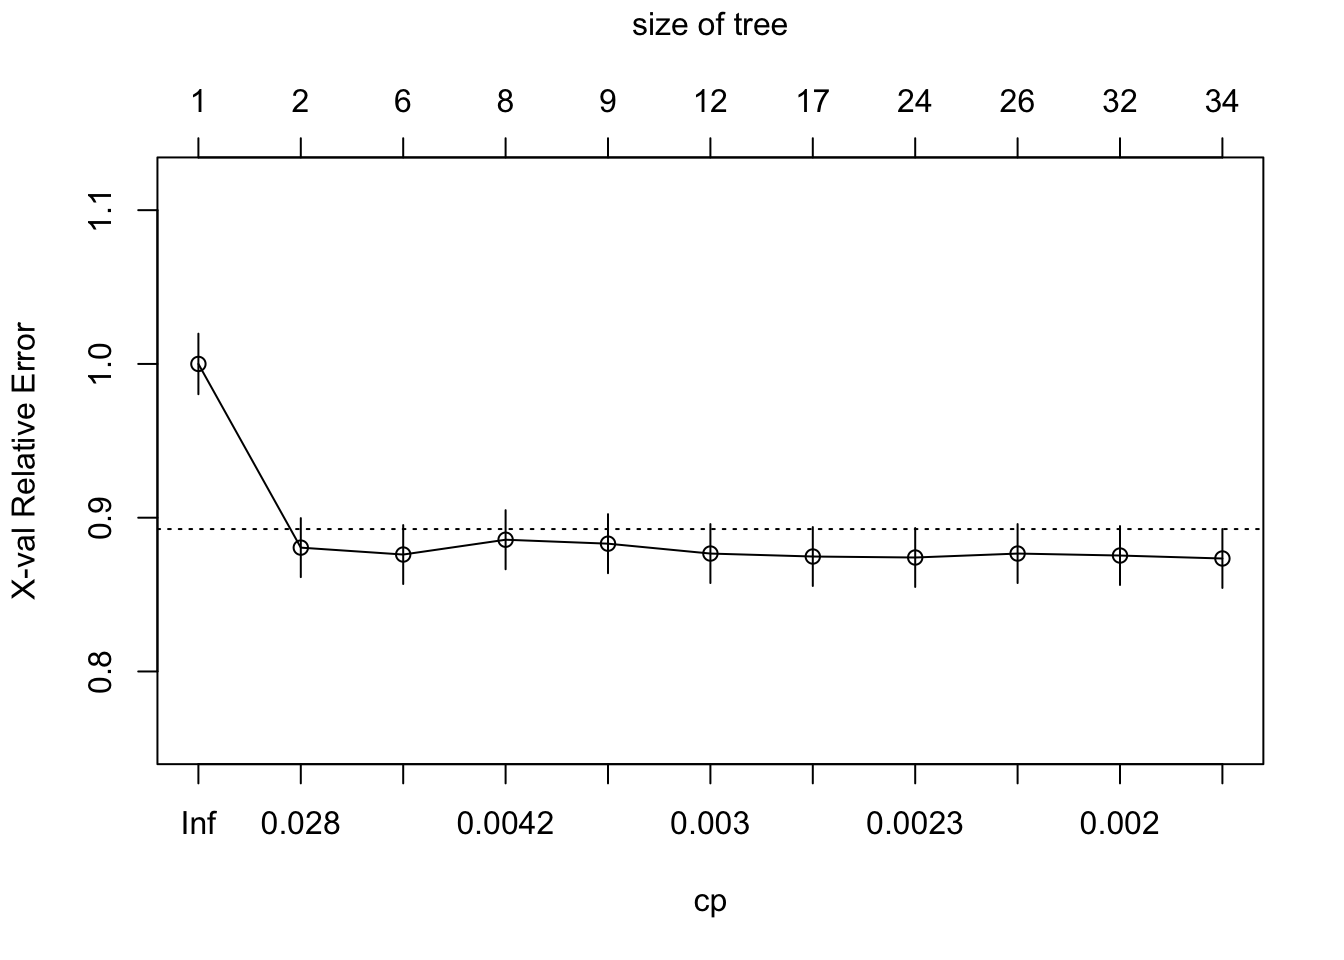 size of tree
1 2 6 8 9 12 17 24 26 32 34
X-val Relative Error
1.1
1.0
0.9
0.8
Inf 0.028 0.0042 0.003 0.0023 0.002
cp